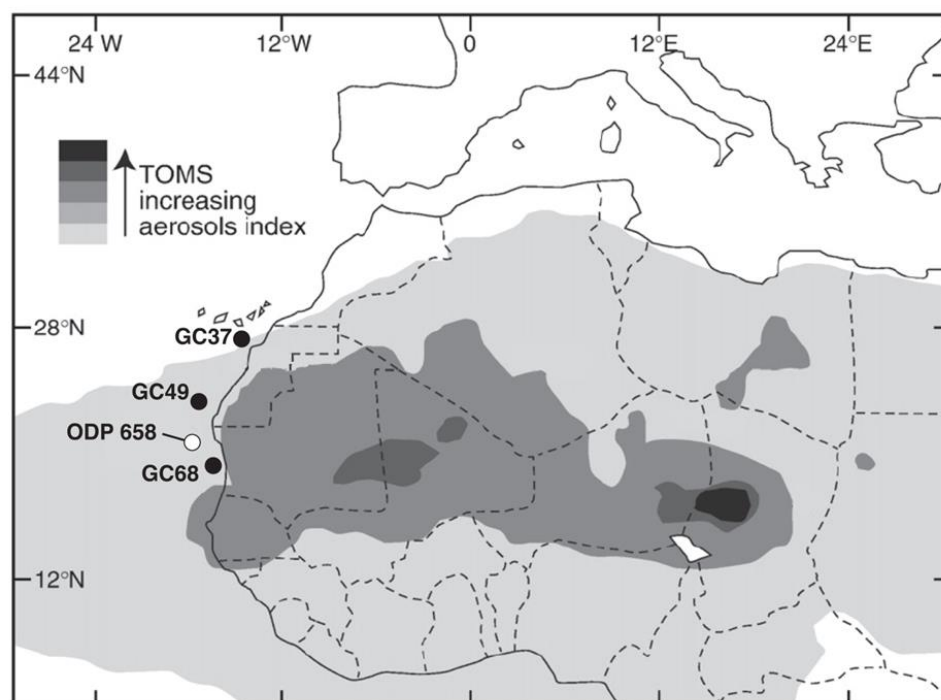 24 W 12°W 0 12°E 24°E
44°N
TOMS
increasing
aerosols index
28°N
GC37
GC49
ODP 658
GC68
12°N